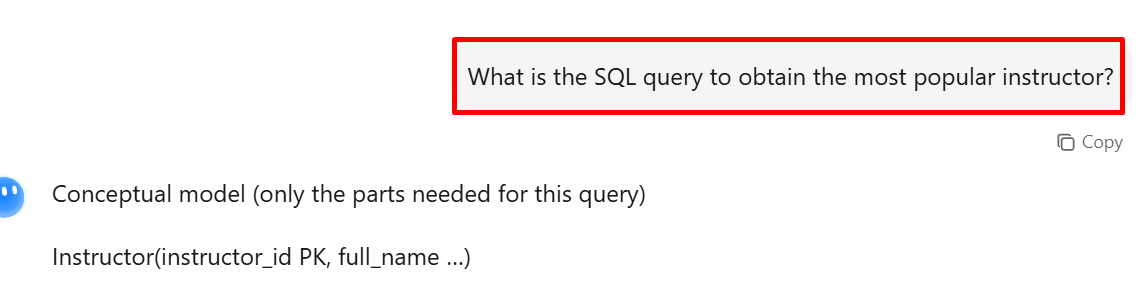 What is the SQL query to obtain the most popular instructor?
Copy
Conceptual model (only the parts needed for this query)
Instructor(instructor_id PK, full_name ...)